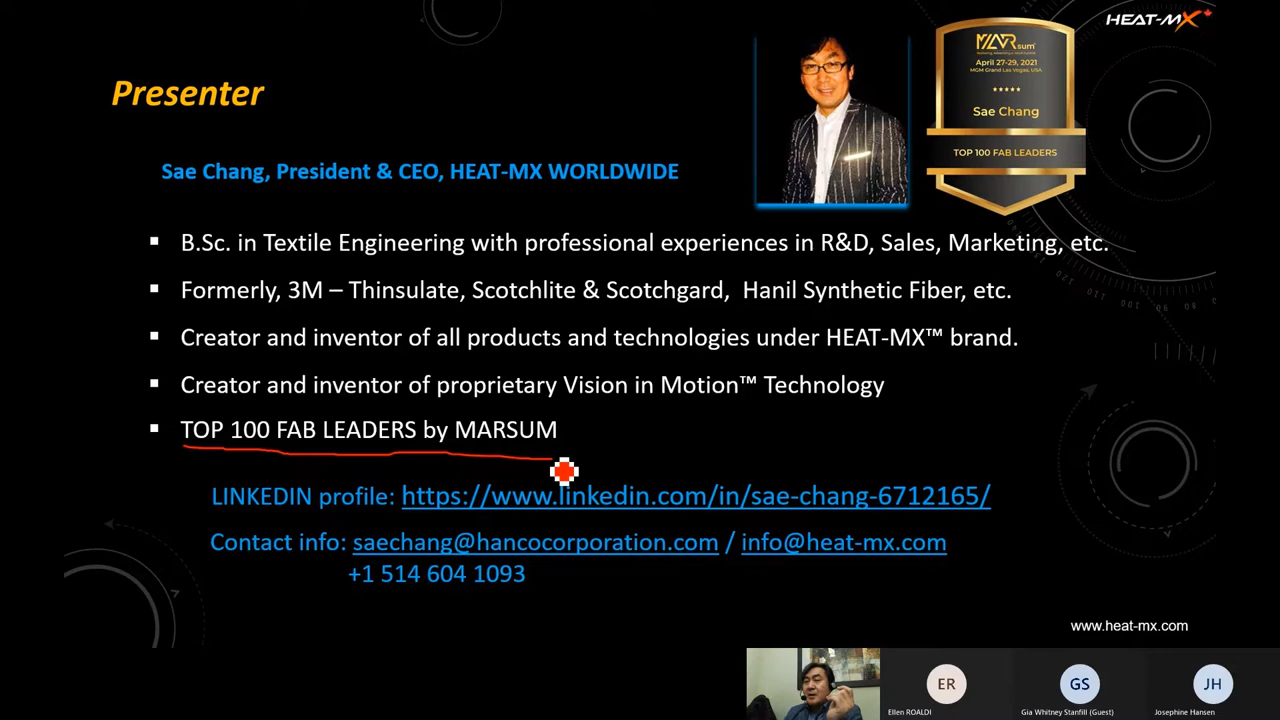 HEAT-MX
MARsum
April 27-29, 2021
MGM Grand Las Vegas, USA
Sae Chang
TOP 100 FAB LEADERS
Presenter
Sae Chang, President & CEO, HEAT-MX WORLDWIDE
▪ B.Sc. in Textile Engineering with professional experiences in R&D, Sales, Marketing, etc.
▪ Formerly, 3M – Thinsulate, Scotchlite & Scotchgard, Hanil Synthetic Fiber, etc.
▪ Creator and inventor of all products and technologies under HEAT-MX™ brand.
▪ Creator and inventor of proprietary Vision in Motion™ Technology
▪ TOP 100 FAB LEADERS by MARSUM
LINKEDIN profile: https://www.linkedin.com/in/sae-chang-6712165/
Contact info: saechang@hancocorporation.com / info@heat-mx.com
+1 514 604 1093
www.heat-mx.com
ER
GS
JH
Ellen ROALDI
Gia Whitney Stanfill (Guest)
Josephine Hansen